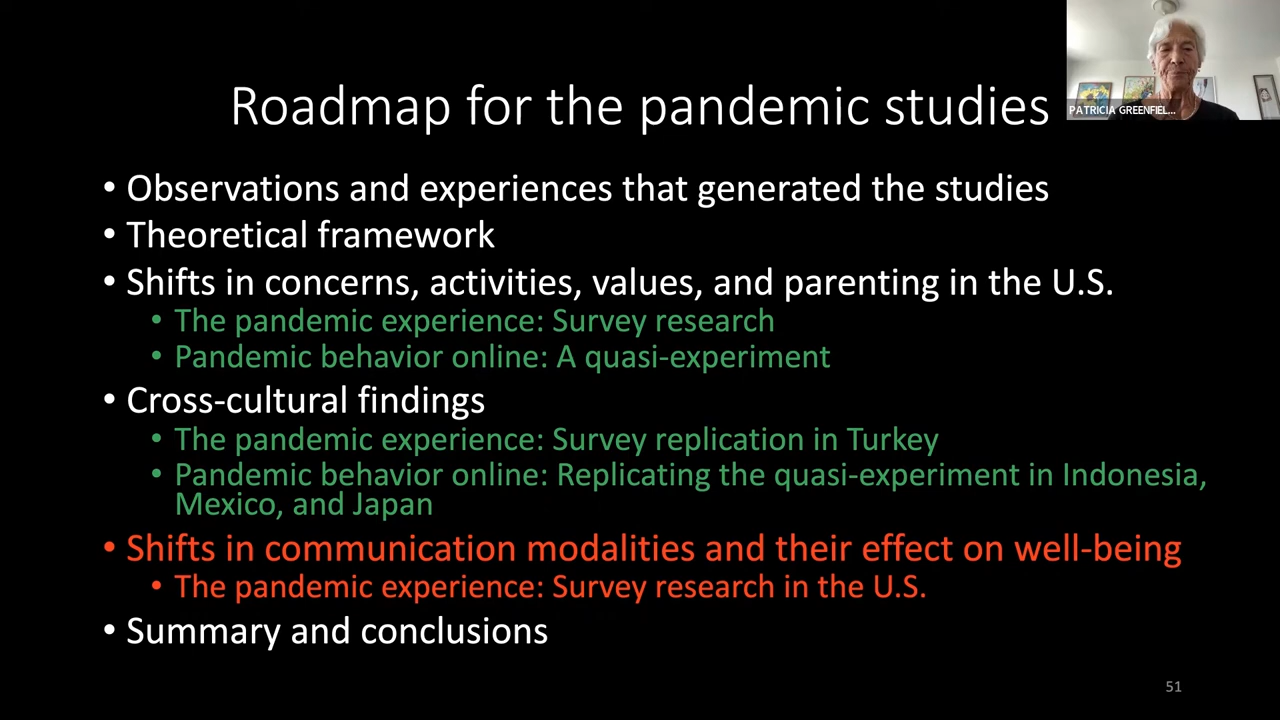 Roadmap for the pandemic studies
PATRICIA GREENFIEL...
• Observations and experiences that generated the studies
• Theoretical framework
• Shifts in concerns, activities, values, and parenting in the U.S.
• The pandemic experience: Survey research
• Pandemic behavior online: A quasi-experiment
• Cross-cultural findings
• The pandemic experience: Survey replication in Turkey
• Pandemic behavior online: Replicating the quasi-experiment in Indonesia,
Mexico, and Japan
• Shifts in communication modalities and their effect on well-being
• The pandemic experience: Survey research in the U.S.
• Summary and conclusions
51